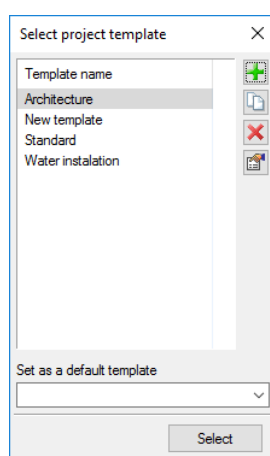 Select project template
Template name
Architecture
New template
Standard
Water instalation
Set as a default template
Select